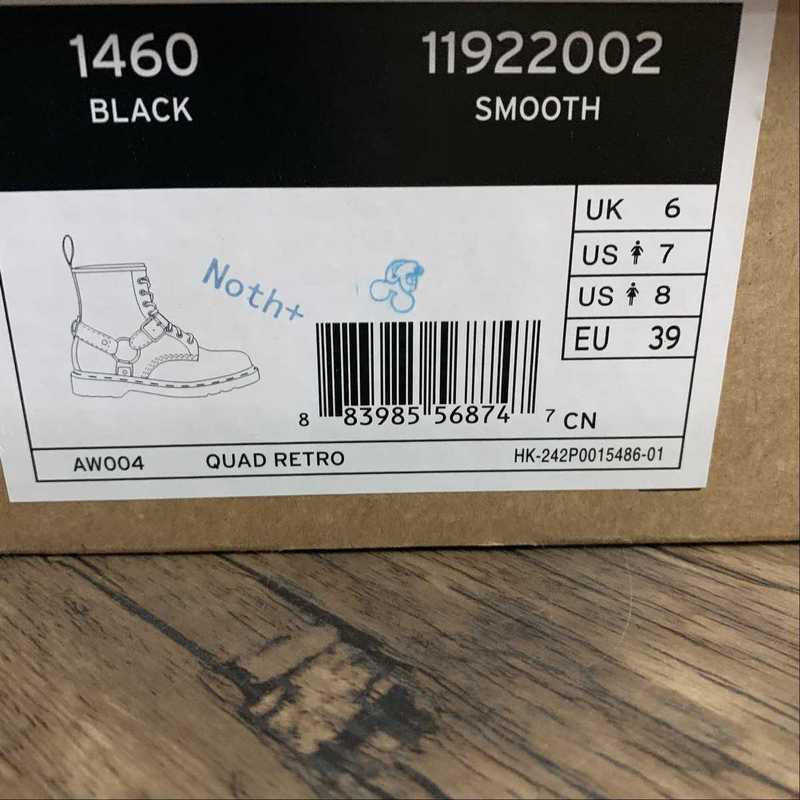 1460 11922002
BLACK SMOOTH
UK 6
US 7
US 8
EU 39
Noth+
8 83985 56874 7 CN
AW004 QUAD RETRO HK-242P0015486-01